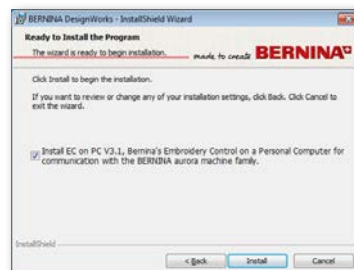 BERNINA DesignWorks - InstallShield Wizard
Ready to Install the Program
The wizard is ready to begin installation.
made to create BERNINA
Click Install to begin the installation.
If you want to review or change any of your installation settings, click Back. Click Cancel to
exit the wizard.
Install EC on PC V3.1, Bernina's Embroidery Control on a Personal Computer for
communication with the BERNINA aurora machine family.
InstallShield
< Back Install Cancel